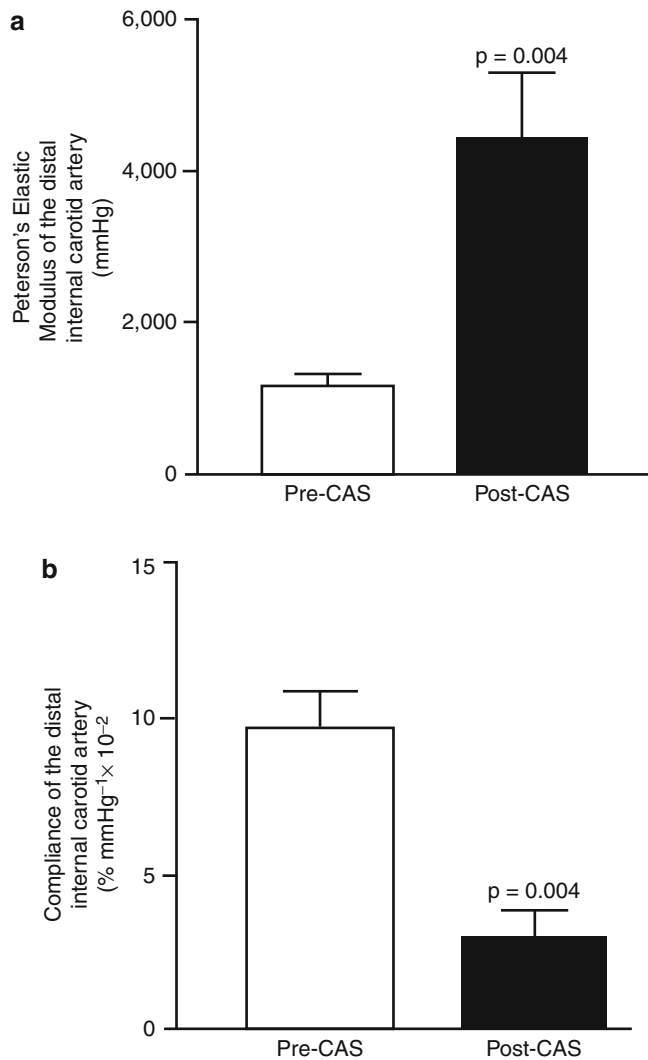 a
Peterson's Elastic
Modulus of the distal
internal carotid artery
(mmHg)
6,000
4,000
2,000
0
p = 0.004
Pre-CAS
Post-CAS
b
Compliance of the distal
internal carotid artery
(% mmHg⁻¹× 10⁻²
15
10
5
0
p = 0.004
Pre-CAS
Post-CAS